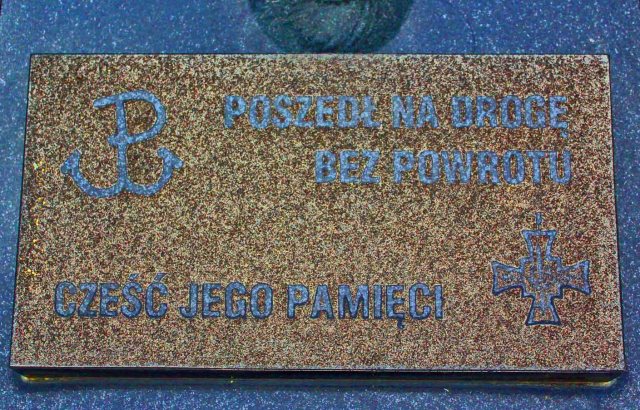 POSZEDŁ NA DROGĘ
BEZ POWROTU
CZEŚĆ JEGO PAMIĘCI